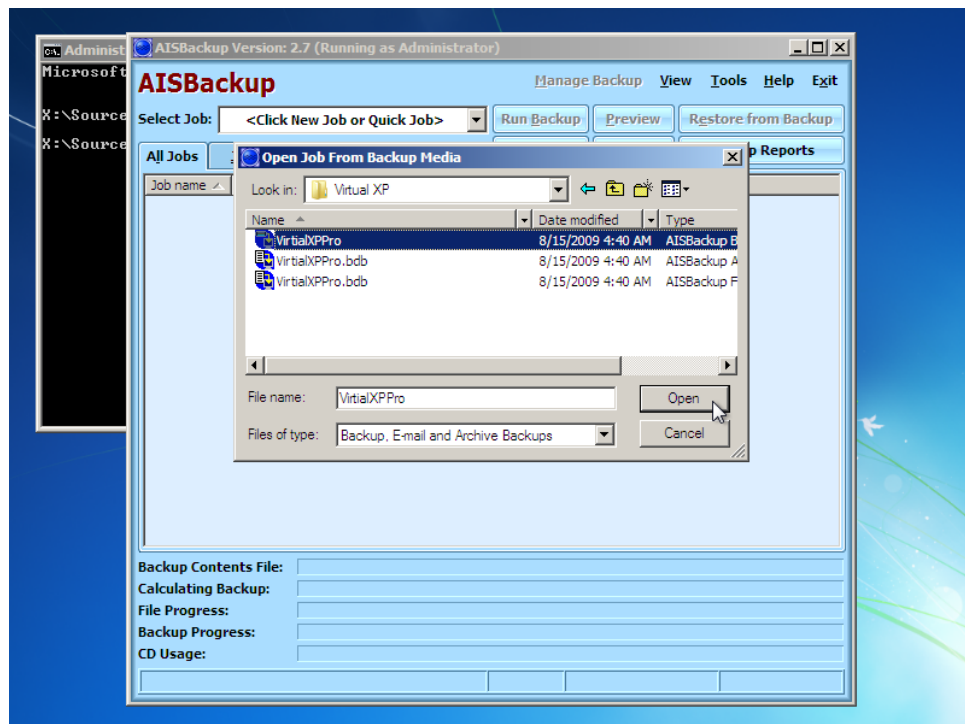 Administ
Microsoft
X:\Source
X:\Source
AISBackup Version: 2.7 (Running as Administrator)
AISBackup
Manage Backup View Tools Help Exit
Select Job: <Click New Job or Quick Job> Run Backup Preview Restore from Backup
All Jobs p Reports
Job name
Open Job From Backup Media
Look in: Virtual XP
Name Date modified Type
VirtialXPPro 8/15/2009 4:40 AM AISBackup B
VirtialXPPro.bdb 8/15/2009 4:40 AM AISBackup A
VirtialXPPro.bdb 8/15/2009 4:40 AM AISBackup F
File name: VirtialXPPro Open
Files of type: Backup, E-mail and Archive Backups Cancel
Backup Contents File:
Calculating Backup:
File Progress:
Backup Progress:
CD Usage: